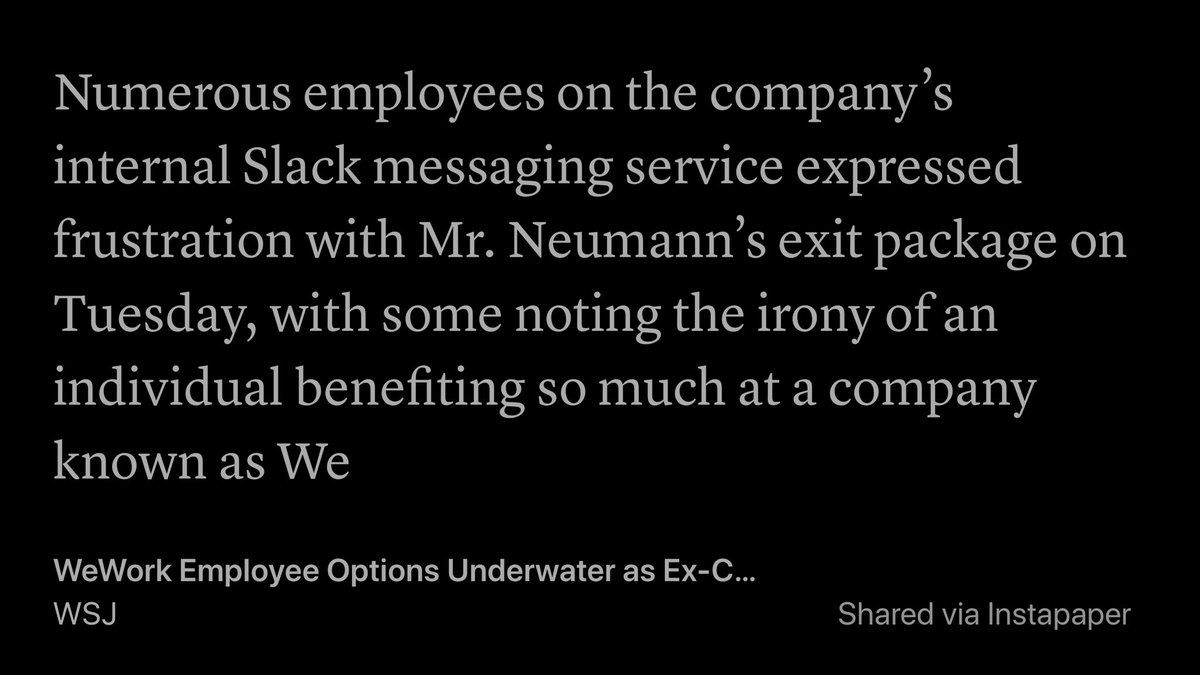 Numerous employees on the company’s
internal Slack messaging service expressed
frustration with Mr. Neumann’s exit package on
Tuesday, with some noting the irony of an
individual benefiting so much at a company
known as We
WeWork Employee Options Underwater as Ex-C...
WSJ
Shared via Instapaper